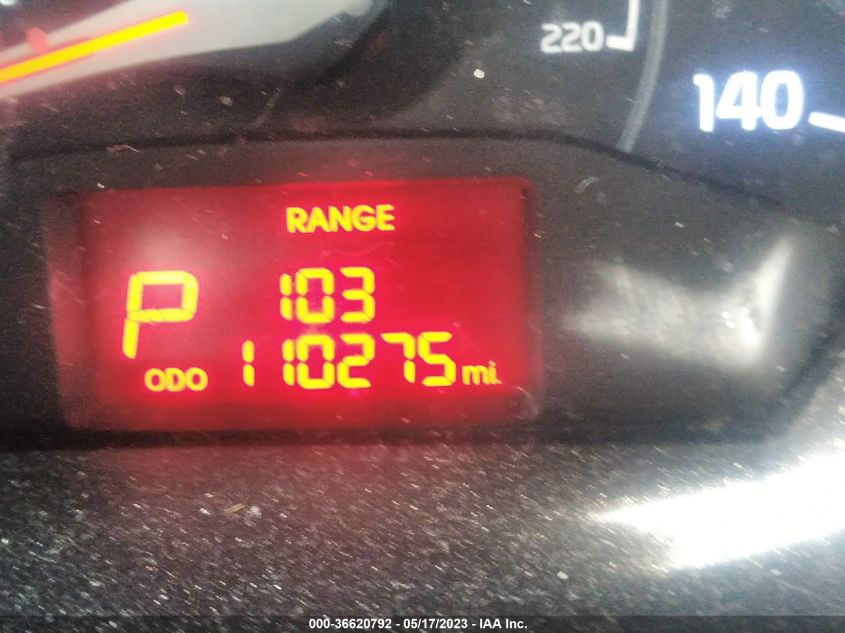 220
140
RANGE
P 103
ODO 110275 mi.
000-36620792 - 05/17/2023 - IAA Inc.